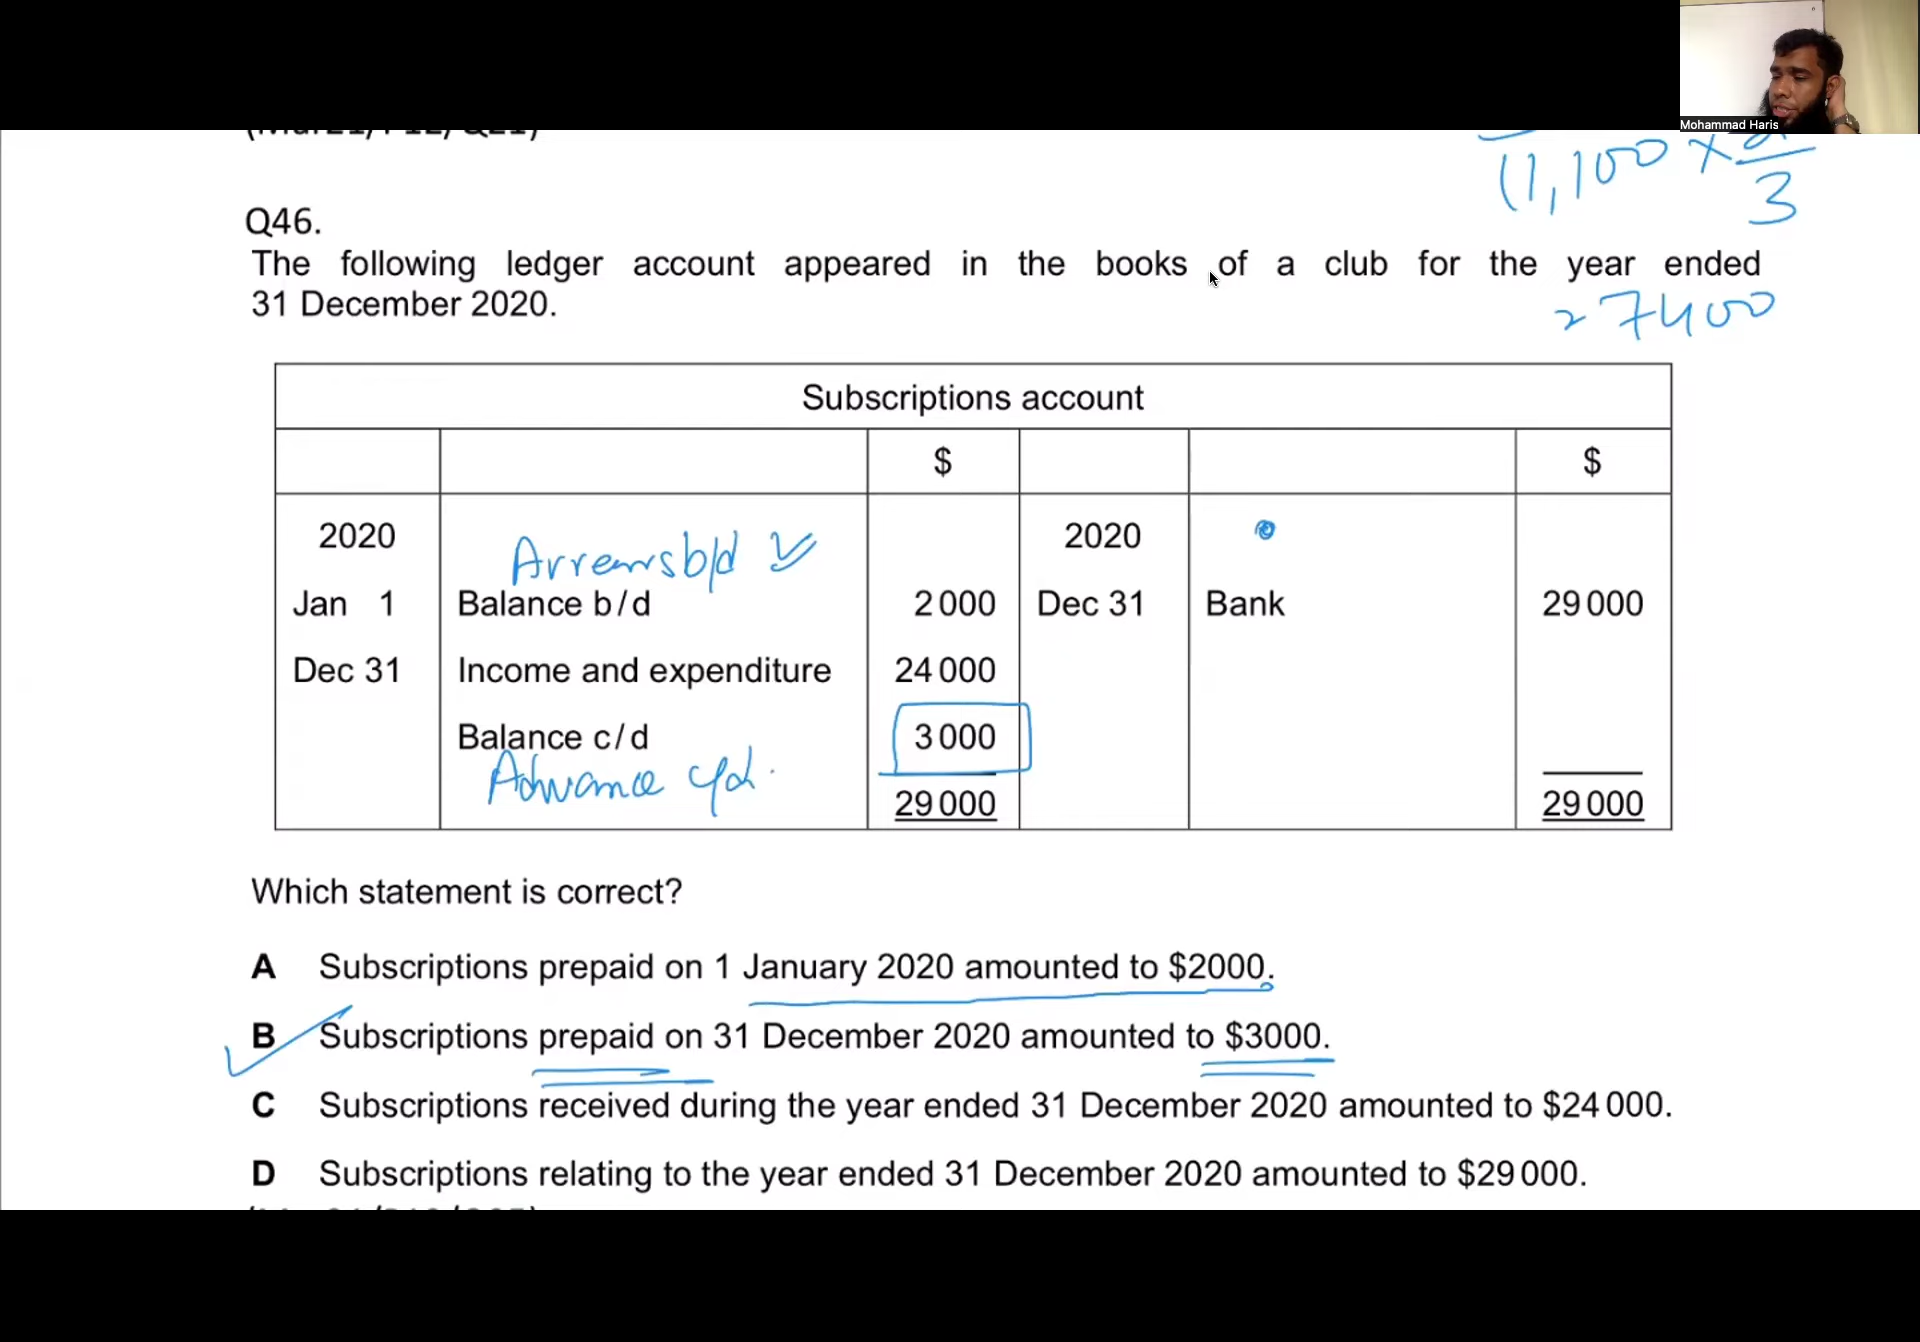 Mohammad Haris
11,100 × 2/3
Q46.
The following ledger account appeared in the books of a club for the year ended
31 December 2020.
= 7400
Subscriptions account
$ $
2020 Arrears b/d 2020
Jan 1 Balance b/d 2000 Dec 31 Bank 29000
Dec 31 Income and expenditure 24000
Balance c/d 3000
Advance c/d
29000 29000
Which statement is correct?
A Subscriptions prepaid on 1 January 2020 amounted to $2000.
B Subscriptions prepaid on 31 December 2020 amounted to $3000.
C Subscriptions received during the year ended 31 December 2020 amounted to $24000.
D Subscriptions relating to the year ended 31 December 2020 amounted to $29000.